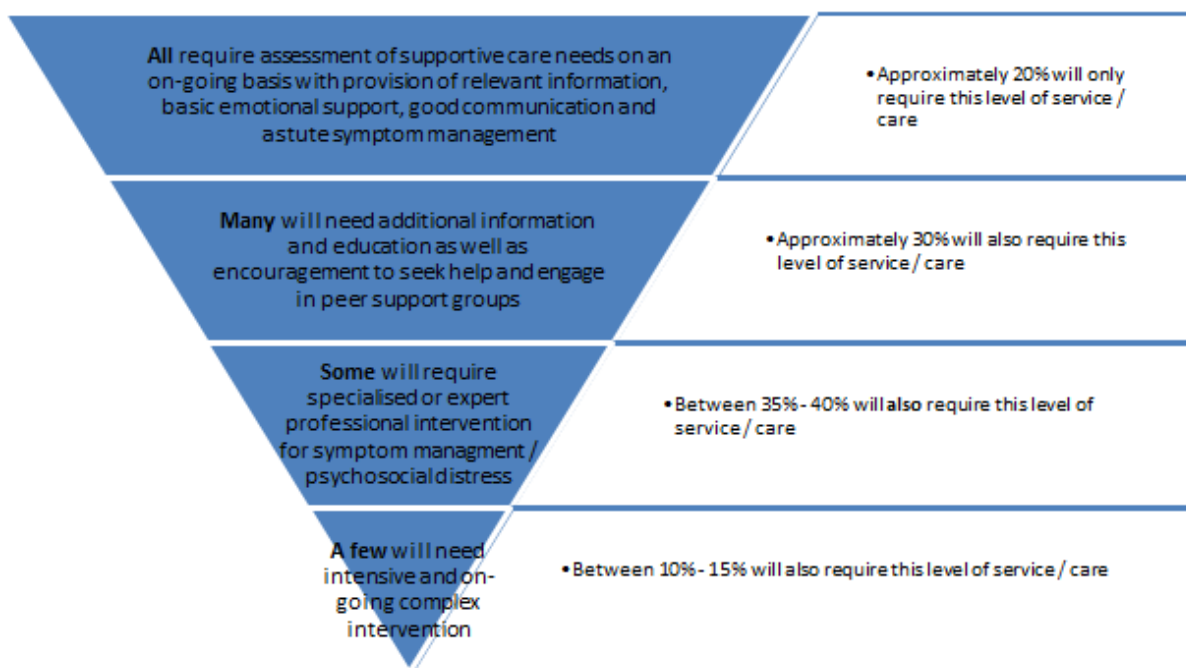 All require assessment of supportive care needs on an
on-going basis with provision of relevant information,
basic emotional support, good communication and
astute symptom management
•Approximately 20% will only
require this level of service /
care
Many will need additional information
and education as well as
encouragement to seek help and engage
in peer support groups
•Approximately 30% will also require this
level of service / care
Some will require
specialised or expert
professional intervention
for symptom managment /
psychosocial distress
•Between 35% - 40% will also require this level of
service / care
A few will need
intensive and on-
going complex
intervention
•Between 10% - 15% will also require this level of service / care